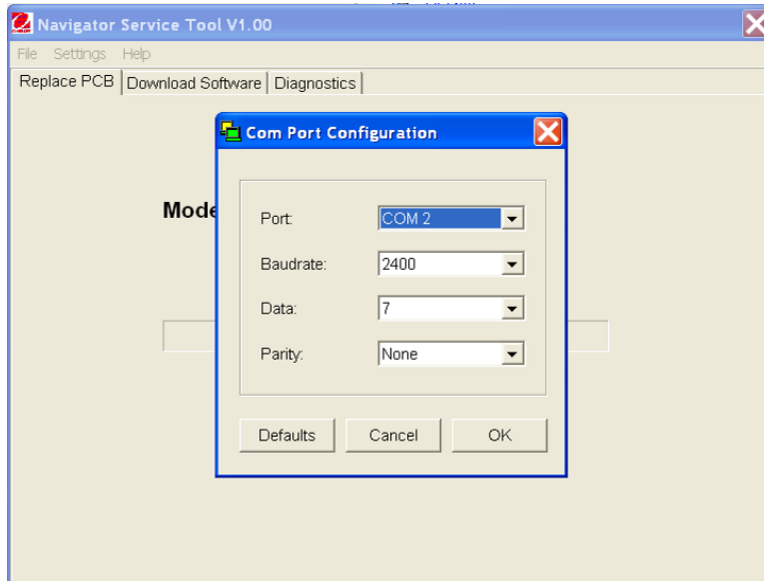 Navigator Service Tool V1.00
File Settings Help
Replace PCB Download Software Diagnostics
Com Port Configuration
Mode
Port: COM 2
Baudrate: 2400
Data: 7
Parity: None
Defaults Cancel OK